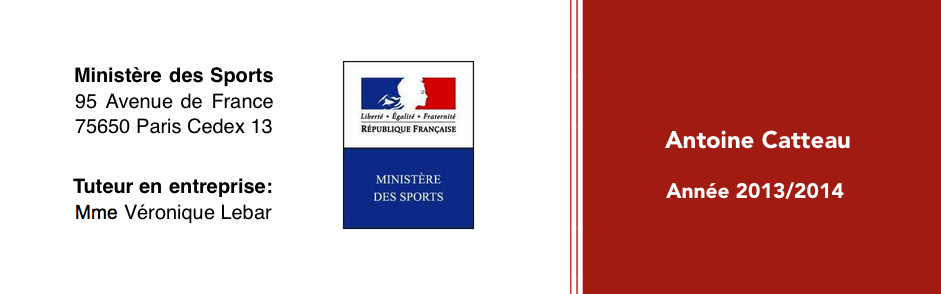 Ministère des Sports
95 Avenue de France
75650 Paris Cedex 13
Tuteur en entreprise:
Mme Véronique Lebar
Liberté • Égalité • Fraternité
RÉPUBLIQUE FRANÇAISE
MINISTÈRE
DES SPORTS
Antoine Catteau
Année 2013/2014